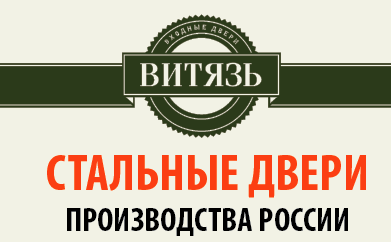 ВХОДНЫЕ ДВЕРИ
ВИТЯЗЬ
СТАЛЬНЫЕ ДВЕРИ
ПРОИЗВОДСТВА РОССИИ